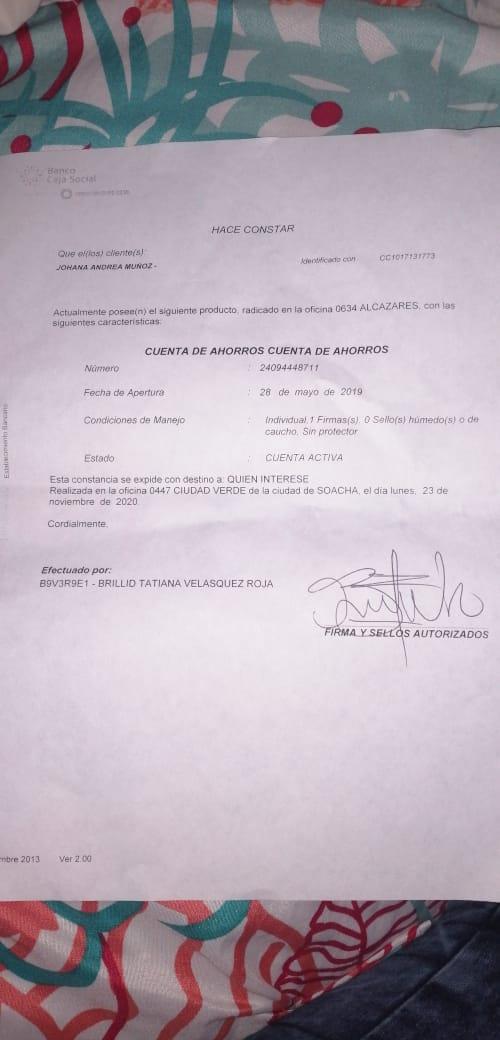 Banco
Caja Social
HACE CONSTAR
Que el(los) cliente(s):
JOHANA ANDREA MUÑOZ -
Identificado con CC1017131773
Actualmente posee(n) el siguiente producto, radicado en la oficina 0634 ALCAZARES, con las
siguientes características:
CUENTA DE AHORROS CUENTA DE AHORROS
Número : 24094448711
Fecha de Apertura : 28 de mayo de 2019
Condiciones de Manejo : Individual,1 Firmas(s), 0 Sello(s) húmedo(s) o de
caucho, Sin protector
Estado : CUENTA ACTIVA
Esta constancia se expide con destino a: QUIEN INTERESE
Realizada en la oficina 0447 CIUDAD VERDE de la ciudad de SOACHA, el día lunes, 23 de
noviembre de 2020.
Cordialmente,
Efectuado por:
B9V3R9E1 - BRILLID TATIANA VELASQUEZ ROJA
FIRMA Y SELLOS AUTORIZADOS
Establecimiento Bancario
mbre 2013 Ver 2.00